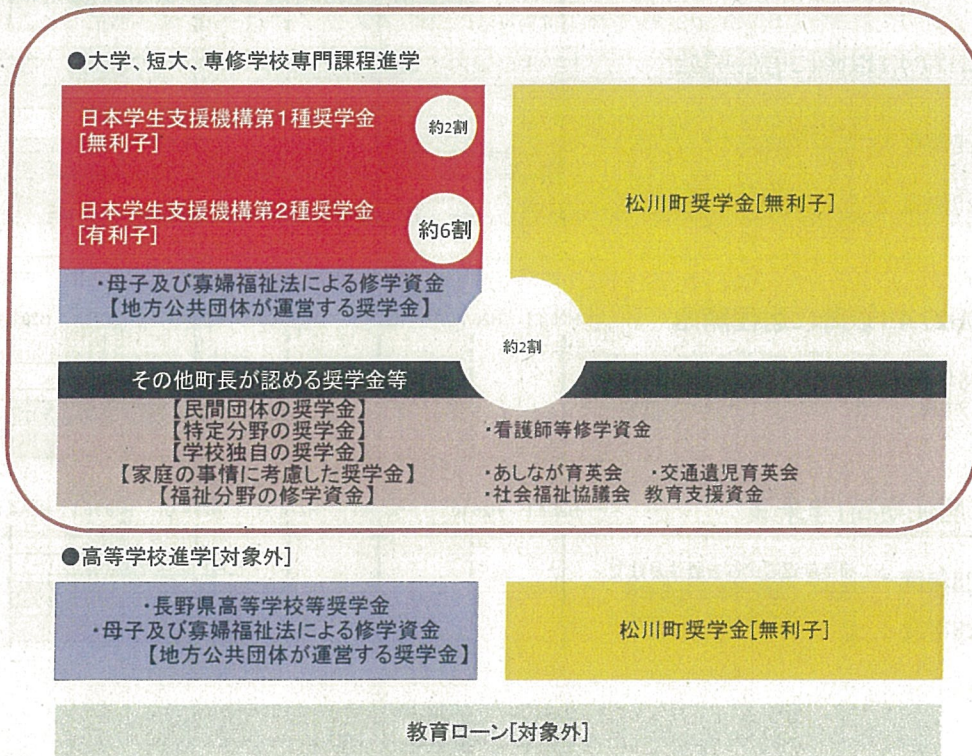 ●大学、短大、専修学校専門課程進学
日本学生支援機構第1種奨学金
[無利子]
約2割
日本学生支援機構第2種奨学金
[有利子]
約6割
・母子及び寡婦福祉法による修学資金
【地方公共団体が運営する奨学金】
松川町奨学金[無利子]
約2割
その他町長が認める奨学金等
【民間団体の奨学金】
【特定分野の奨学金】
【学校独自の奨学金】
【家庭の事情に考慮した奨学金】
【福祉分野の修学資金】
・看護師等修学資金
・あしなが育英会 ・交通遺児育英会
・社会福祉協議会 教育支援資金
●高等学校進学[対象外]
・長野県高等学校等奨学金
・母子及び寡婦福祉法による修学資金
【地方公共団体が運営する奨学金】
松川町奨学金[無利子]
教育ローン[対象外]